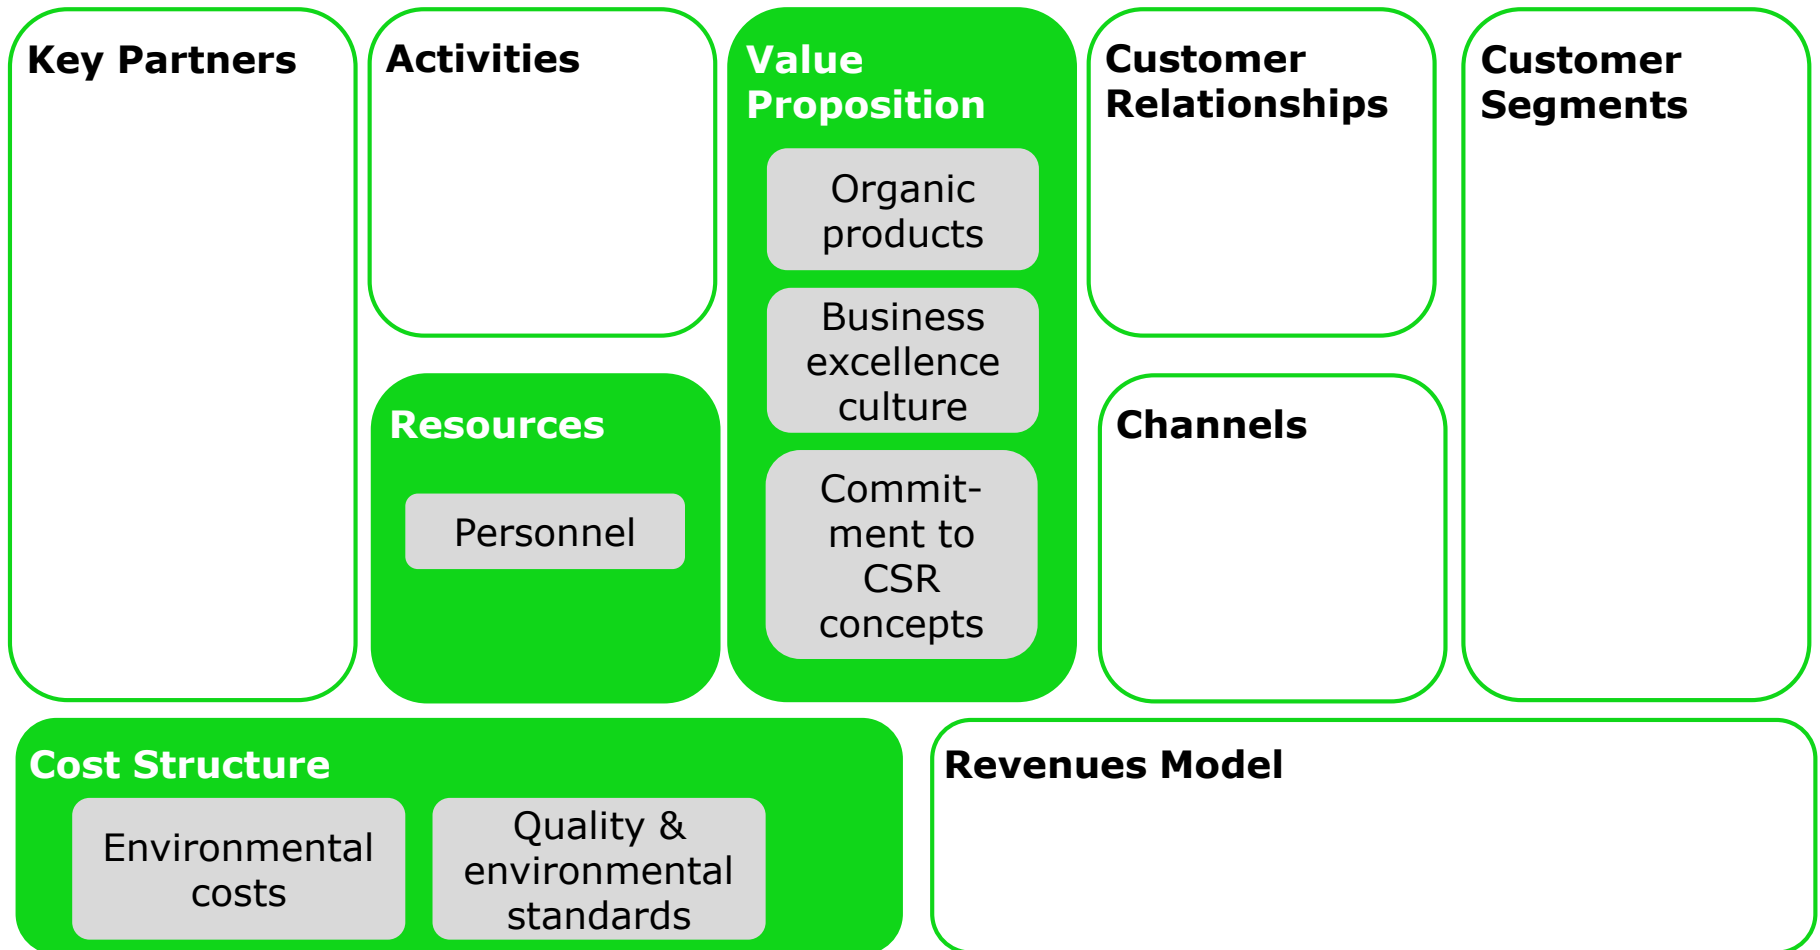 Key Partners
Activities
Value
Proposition
Organic
products
Business
excellence
culture
Commit-
ment to
CSR
concepts
Customer
Relationships
Customer
Segments
Resources
Personnel
Channels
Cost Structure
Environmental
costs
Quality &
environmental
standards
Revenues Model